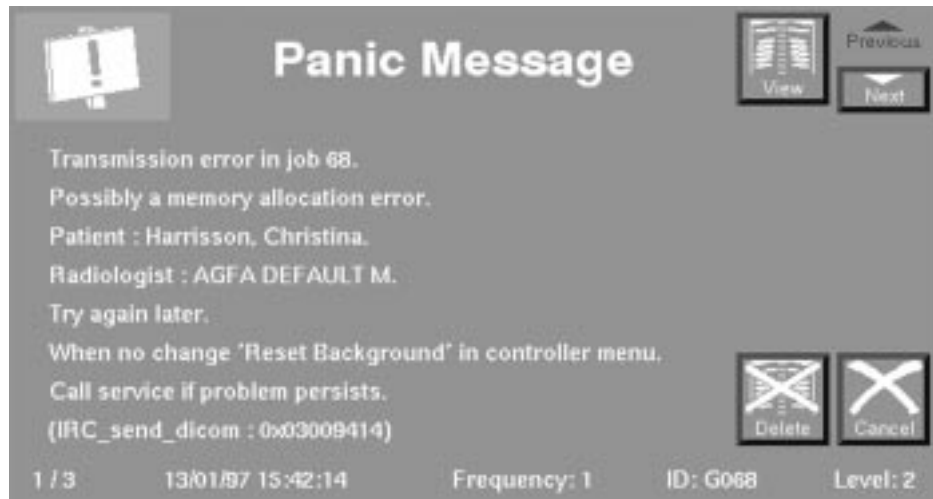 Panic Message
View
Previous
Next
Transmission error in job 68.
Possibly a memory allocation error.
Patient : Harrisson, Christina.
Radiologist : AGFA DEFAULT M.
Try again later.
When no change 'Reset Background' in controller menu.
Call service if problem persists.
(IRC_send_dicom : 0x03009414)
Delete
Cancel
1 / 3 13/01/97 15:42:14 Frequency: 1 ID: G068 Level: 2